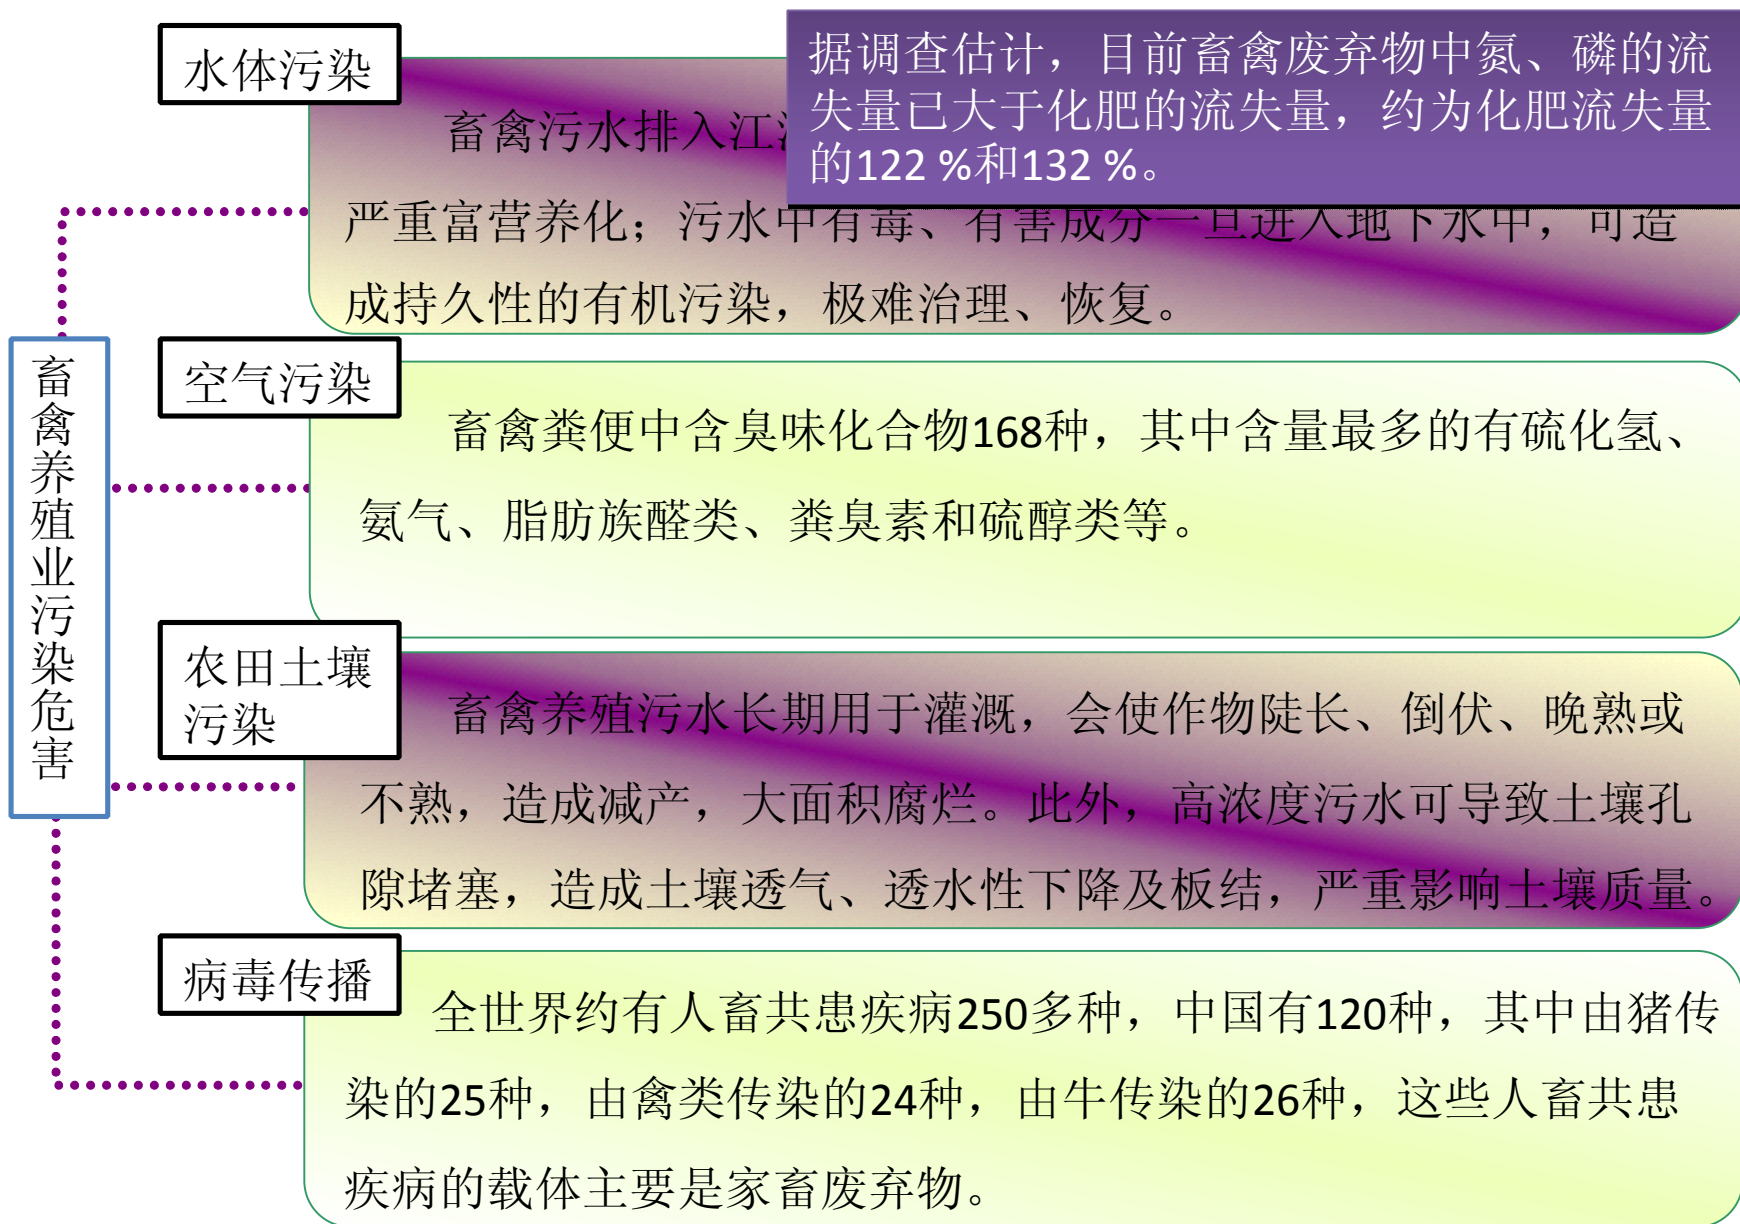 畜禽养殖业污染危害
水体污染
畜禽污水排入江
据调查估计，目前畜禽废弃物中氮、磷的流
失量已大于化肥的流失量，约为化肥流失量
的122 %和132 %。
严重富营养化；污水中有毒、有害成分一旦进入地下水中，可造
成持久性的有机污染，极难治理、恢复。
空气污染
畜禽粪便中含臭味化合物168种，其中含量最多的有硫化氢、
氨气、脂肪族醛类、粪臭素和硫醇类等。
农田土壤
污染
畜禽养殖污水长期用于灌溉，会使作物陡长、倒伏、晚熟或
不熟，造成减产，大面积腐烂。此外，高浓度污水可导致土壤孔
隙堵塞，造成土壤透气、透水性下降及板结，严重影响土壤质量。
病毒传播
全世界约有人畜共患疾病250多种，中国有120种，其中由猪传
染的25种，由禽类传染的24种，由牛传染的26种，这些人畜共患
疾病的载体主要是家畜废弃物。